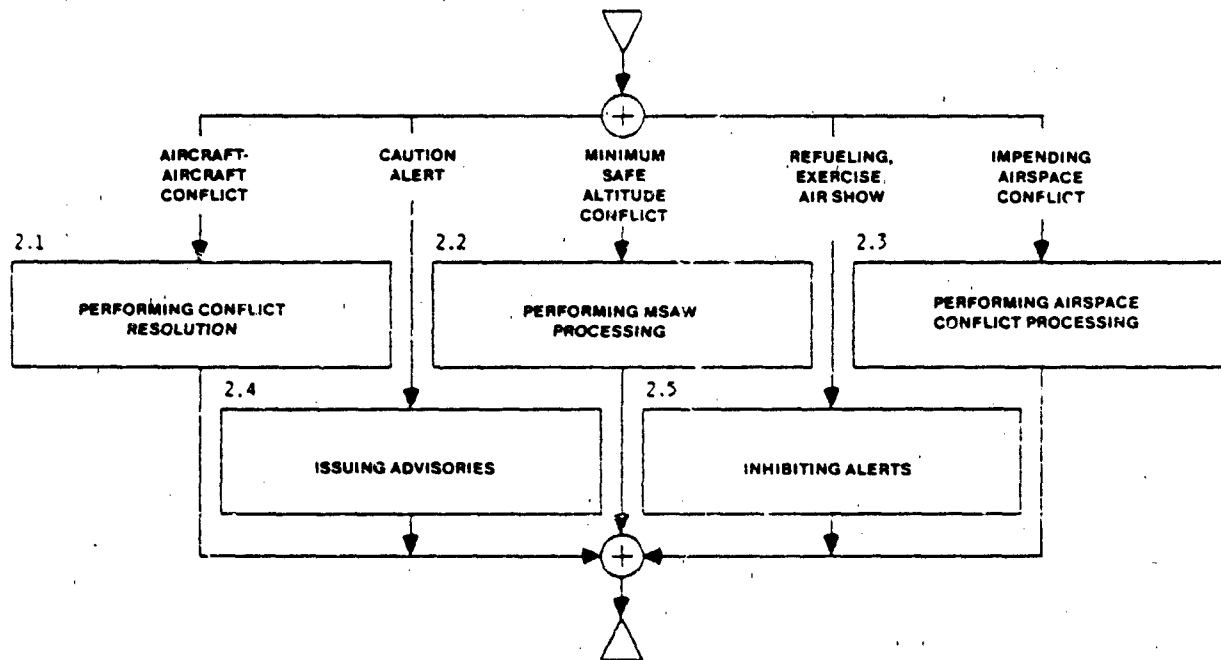 +
AIRCRAFT-
AIRCRAFT
CONFLICT
CAUTION
ALERT
MINIMUM
SAFE
ALTITUDE
CONFLICT
REFUELING,
EXERCISE,
AIR SHOW
IMPENDING
AIRSPACE
CONFLICT
2.1
PERFORMING CONFLICT
RESOLUTION
2.2
PERFORMING MSAW
PROCESSING
2.3
PERFORMING AIRSPACE
CONFLICT PROCESSING
2.4
ISSUING ADVISORIES
2.5
INHIBITING ALERTS
+